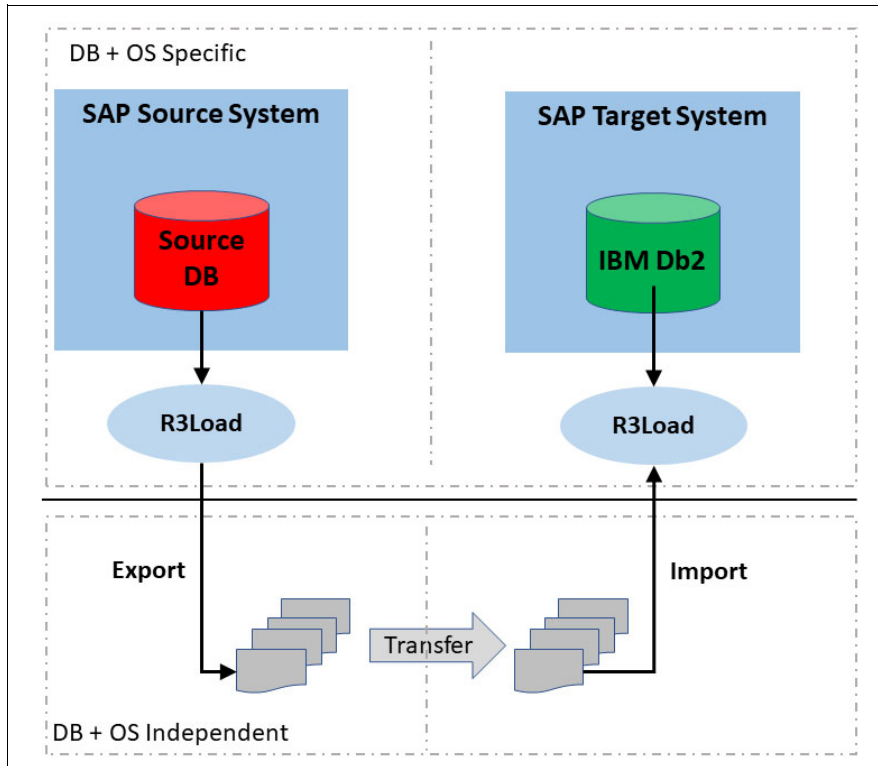 DB + OS Specific
SAP Source System
SAP Target System
Source
DB
IBM Db2
R3Load
R3Load
Export
Import
Transfer
DB + OS Independent